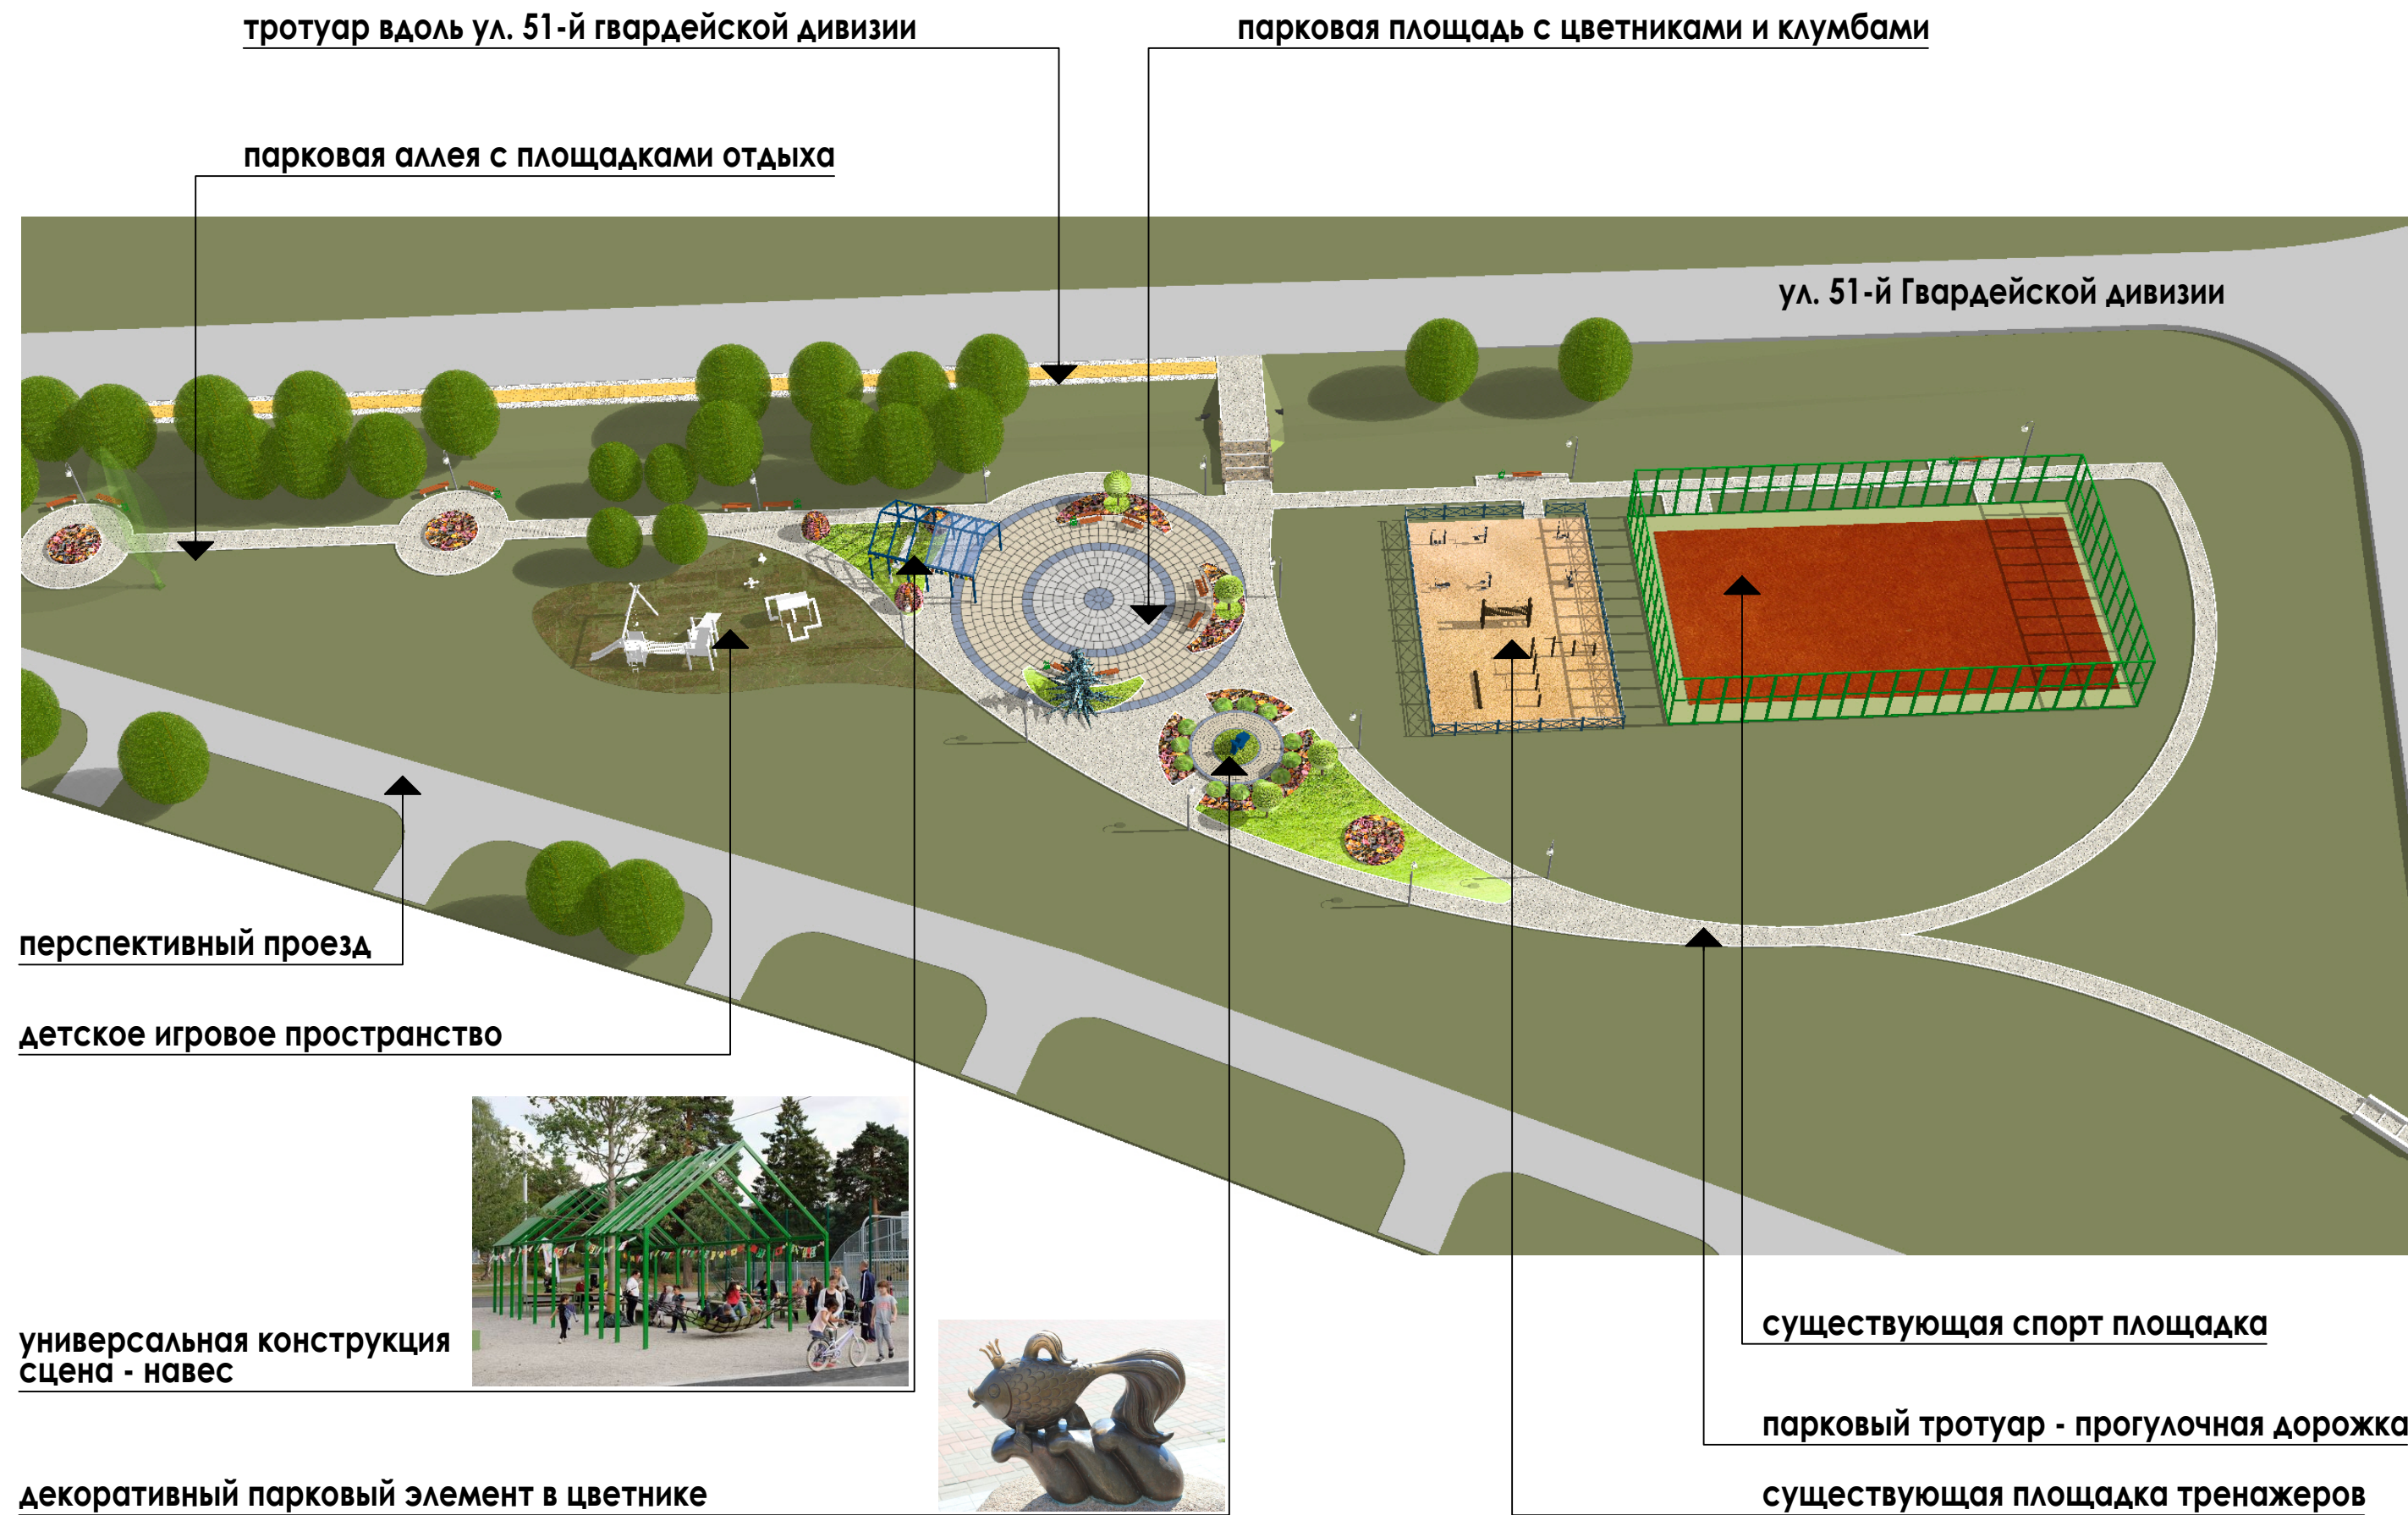 тротуар вдоль ул. 51-й гвардейской дивизии
парковая площадь с цветниками и клумбами
парковая аллея с площадками отдыха
ул. 51-й Гвардейской дивизии
перспективный проезд
детское игровое пространство
универсальная конструкция
сцена - навес
существующая спорт площадка
парковый тротуар - прогулочная дорожка
декоративный парковый элемент в цветнике
существующая площадка тренажеров